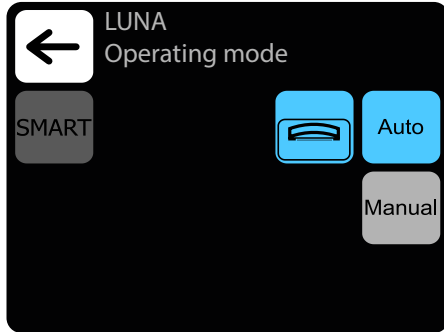 LUNA
Operating mode
SMART
Auto
Manual